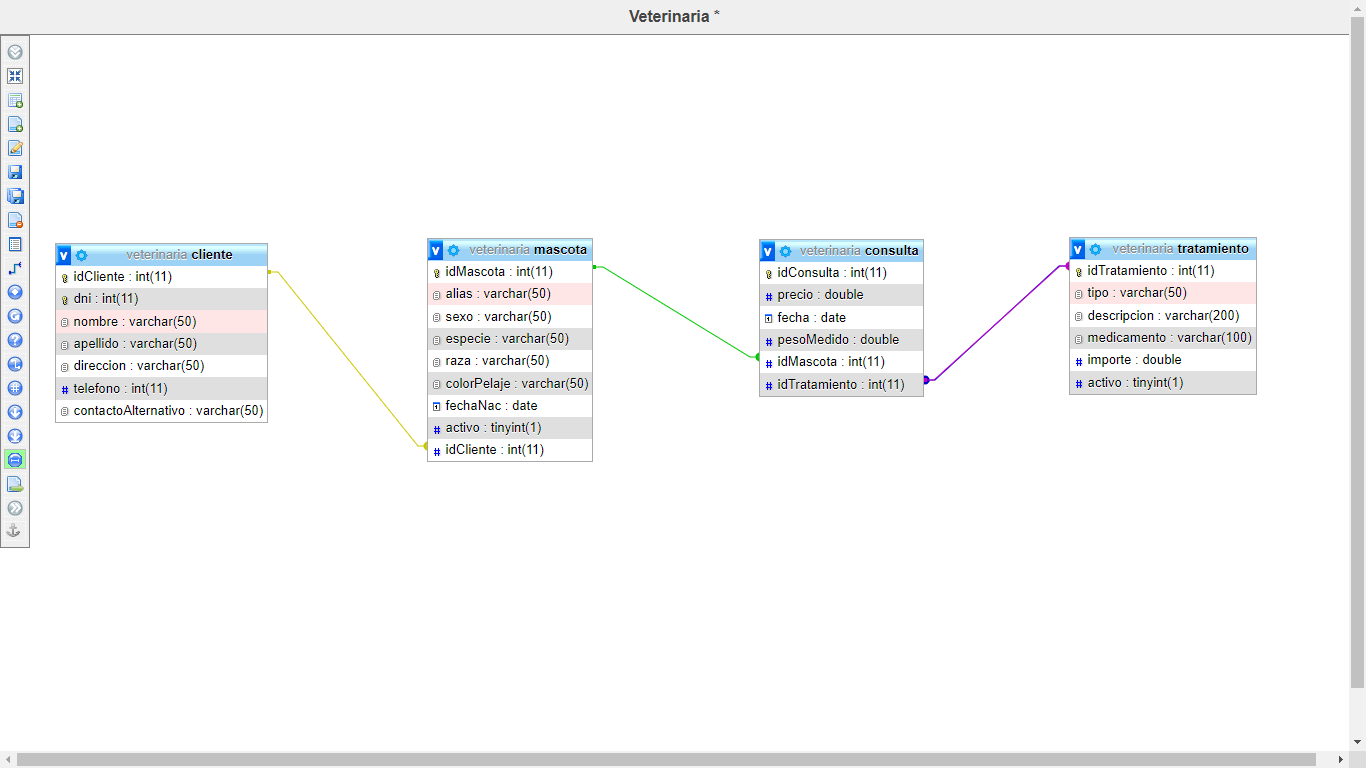 Veterinaria *
veterinaria cliente
idCliente : int(11)
dni : int(11)
nombre : varchar(50)
apellido : varchar(50)
direccion : varchar(50)
telefono : int(11)
contactoAlternativo : varchar(50)
veterinaria mascota
idMascota : int(11)
alias : varchar(50)
sexo : varchar(50)
especie : varchar(50)
raza : varchar(50)
colorPelaje : varchar(50)
fechaNac : date
activo : tinyint(1)
idCliente : int(11)
veterinaria consulta
idConsulta : int(11)
precio : double
fecha : date
pesoMedido : double
idMascota : int(11)
idTratamiento : int(11)
veterinaria tratamiento
idTratamiento : int(11)
tipo : varchar(50)
descripcion : varchar(200)
medicamento : varchar(100)
importe : double
activo : tinyint(1)